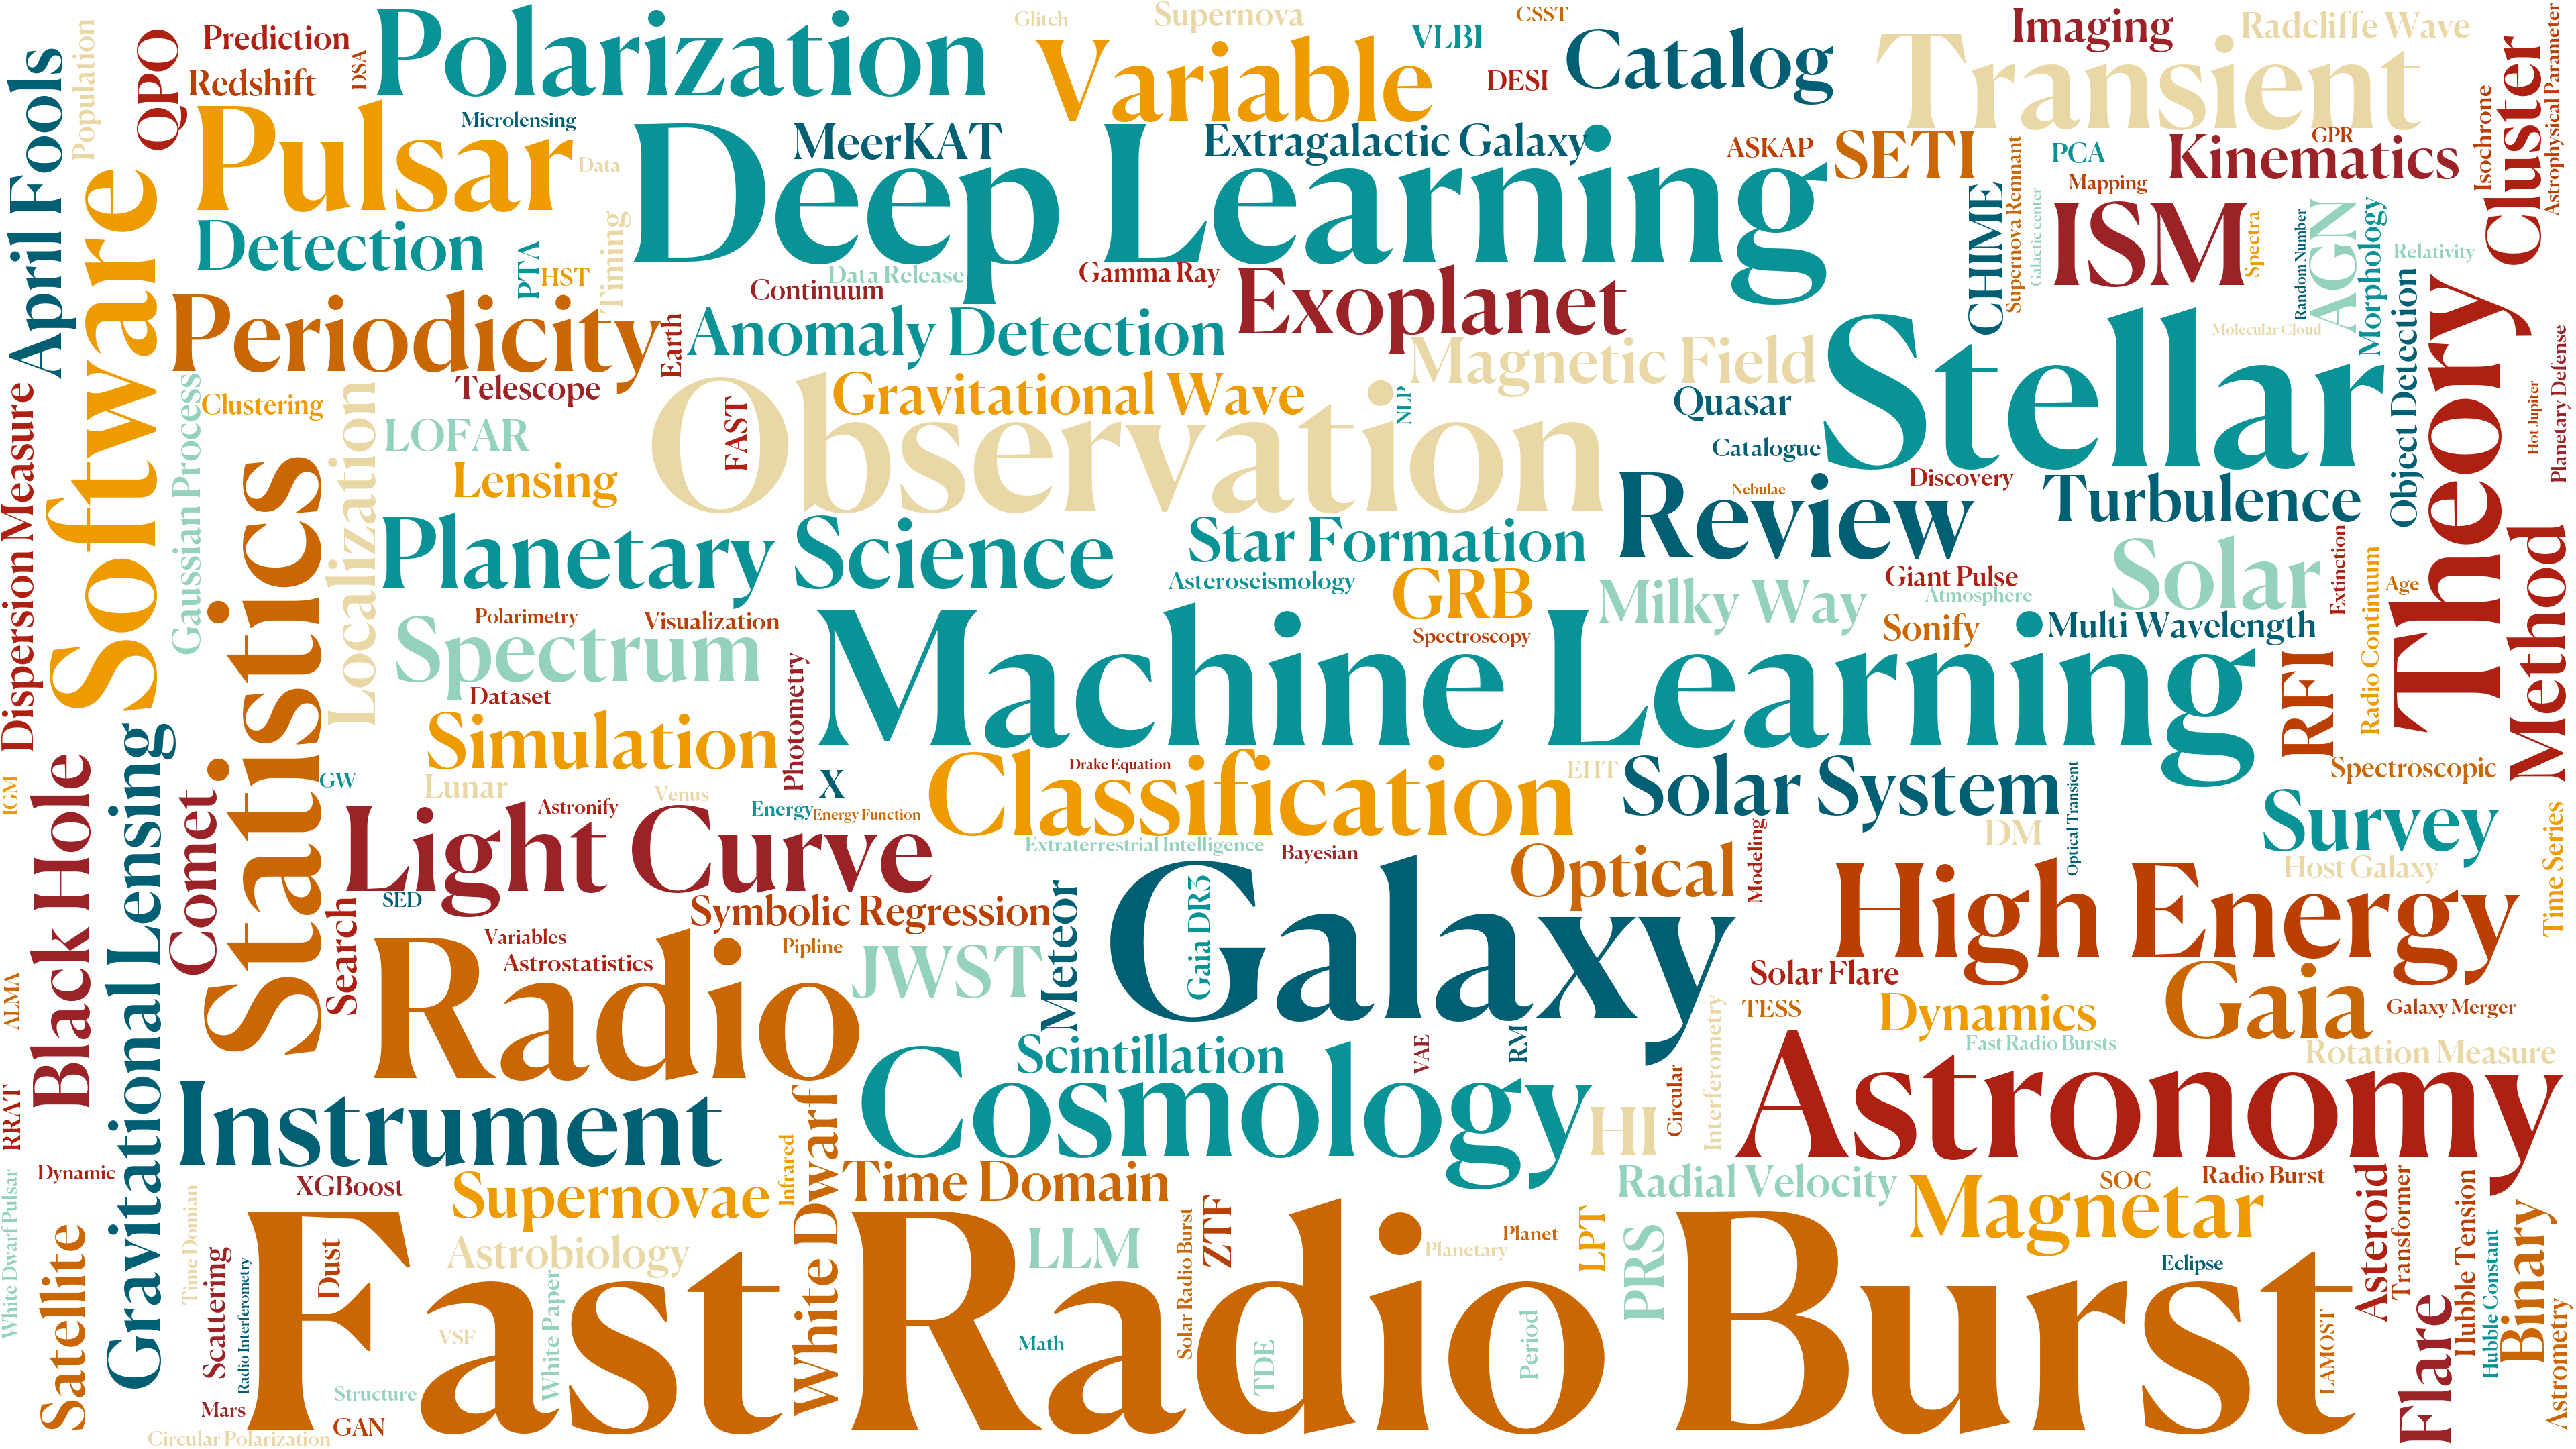 Glitch
Supernova
CSST
Imaging
Radcliffe Wave
Astrophysical Parameter
April Fools
Population
QPO
Prediction
DSA
Polarization
Variable
VLBI
Catalog
Transient
Cluster
Redshift
DESI
Isochrone
Pulsar
Microlensing
Data
Deep Learning
MeerKAT
Extragalactic Galaxy
ASKAP
SETI
Supernova Remnant
PCA
GPR
Kinematics
Mapping
Software
Detection
PTA
HST
Timing
CHIME
Galactic center
ISM
Spectra
Random Number
AGN
Morphology
Relativity
Continuum
Data Release
Gamma Ray
Exoplanet
Object Detection
Theory
Periodicity
Earth
Anomaly Detection
Magnetic Field
Stellar
Molecular Cloud
Hot Jupiter
Planetary Defense
Dispersion Measure
Gaussian Process
Clustering
Telescope
Localization
LOFAR
FAST
Gravitational Wave
NLP
Quasar
Observation
Catalogue
Statistics
Lensing
Review
Nebulae
Discovery
Turbulence
Planetary Science
Star Formation
Asteroseismology
GRB
Milky Way
Giant Pulse
Atmosphere
Solar
Extinction
Radio Continuum
Age
Method
Polarimetry
Visualization
Spectrum
Spectroscopy
Sonify
Multi Wavelength
Machine Learning
RFI
Dataset
Photometry
Simulation
Drake Equation
Classification
EHT
Solar System
Optical Transient
Spectroscopic
IGM
Black Hole
Gravitational Lensing
Comet
GW
Lunar
Venus
X
Astronify
Energy
Energy Function
Light Curve
Extraterrestrial Intelligence
Bayesian
Modeling
DM
Survey
Host Galaxy
Time Series
Optical
High Energy
SED
Search
Symbolic Regression
Meteor
Galaxy
Gaia DR3
Variables
Pipline
Astrostatistics
Radio
JWST
Solar Flare
TESS
Dynamics
Gaia
Galaxy Merger
ALMA
Interferometry
Fast Radio Bursts
Rotation Measure
Scintillation
VAE
RM
Cosmology
Circular
HI
Astronomy
RRAT
Instrument
Infrared
White Dwarf
Dynamic
White Dwarf Pulsar
XGBoost
Supernovae
Time Domain
Radial Velocity
Magnetar
SOC
Radio Burst
Asteroid
Transformer
Hubble Tension
Hubble Constant
Binary
Time Domian
Satellite
Scattering
Radio Interferometry
Dust
Astrobiology
LLM
Solar Radio Burst
ZTF
Planetary
Planet
LPT
PRS
Eclipse
Fast Radio Burst
VSF
White Paper
Math
TDE
Period
LAMOST
Flare
Astrometry
Structure
Mars
GAN
Circular Polarization